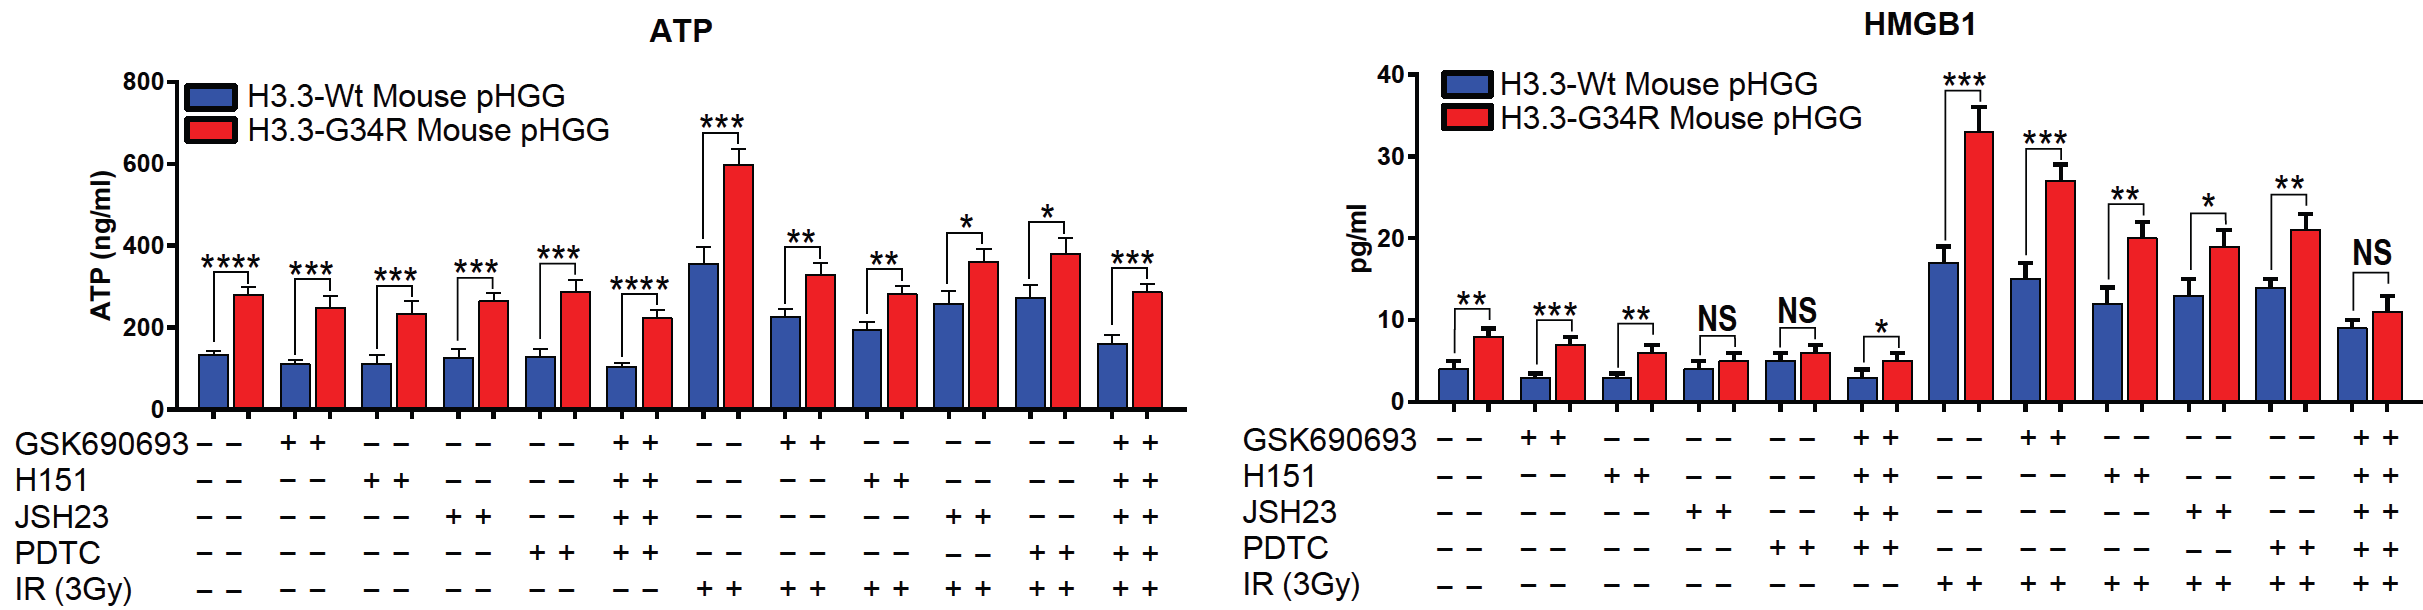 ATP
H3.3-Wt Mouse pHGG
H3.3-G34R Mouse pHGG
ATP (ng/ml)
800
600
400
200
0
**** *** *** *** *** **** *** ** ** * * ***
GSK690693 – – + + – – – – – – + + – – + + – – – – – – + +
H151 – – – – + + – – – – + + – – – – + + – – – – + +
JSH23 – – – – – – + + – – + + – – – – – – + + – – + +
PDTC – – – – – – – – + + + + – – – – – – – – + + + +
IR (3Gy) – – – – – – – – – – – – + + + + + + + + + + + +
HMGB1
H3.3-Wt Mouse pHGG
H3.3-G34R Mouse pHGG
pg/ml
40
30
20
10
0
** *** ** NS NS * *** *** ** * ** NS
GSK690693 – – + + – – – – – – + + – – + + – – – – – – + +
H151 – – – – + + – – – – + + – – – – + + – – – – + +
JSH23 – – – – – – + + – – + + – – – – – – + + – – + +
PDTC – – – – – – – – + + + + – – – – – – – – + + + +
IR (3Gy) – – – – – – – – – – – – + + + + + + + + + + + +